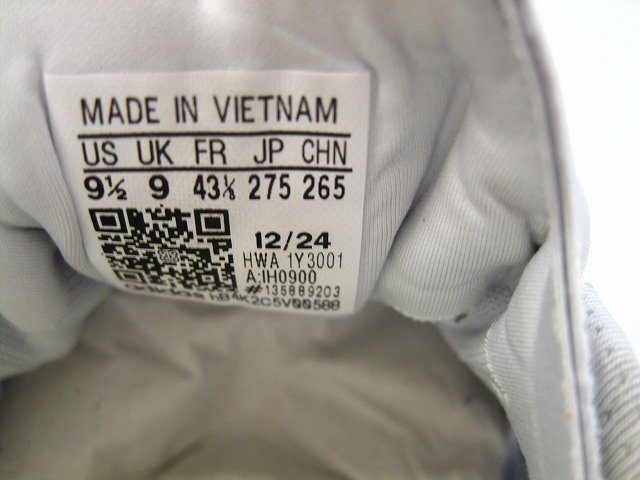 MADE IN VIETNAM
US UK FR JP CHN
9½ 9 43⅓ 275 265
12/24
P HWA 1Y3001
A:IH0900
#135889203